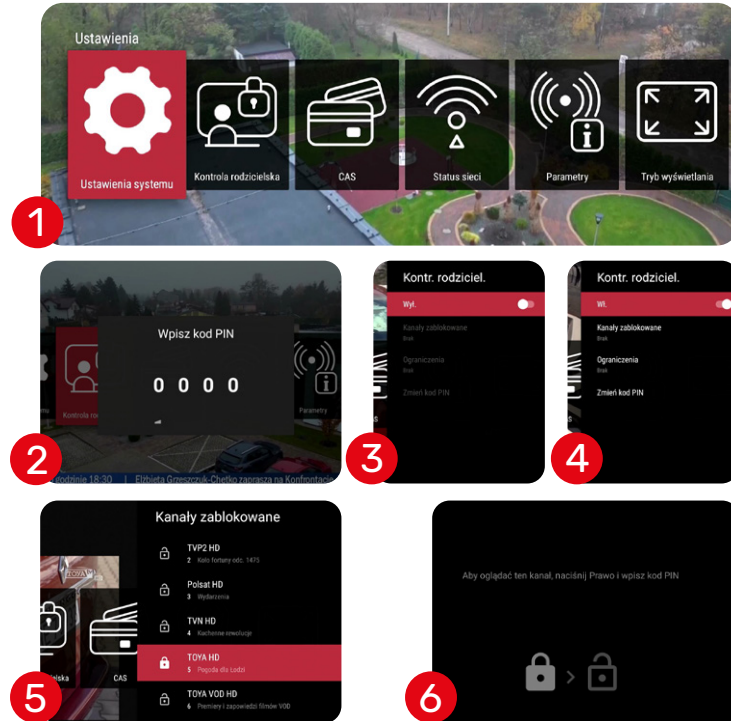 Ustawienia
Ustawienia systemu
Kontrola rodzicielska
CAS
Status sieci
Parametry
Tryb wyświetlania
1
Wpisz kod PIN
0 0 0 0
Kontrola
Parametry
godzinie 18:30 | Elżbieta Grzeszczuk-Chetko zaprasza na Konfrontacje
2
Kontr. rodziciel.
Wył.
Kanały zablokowane
Brak
Ograniczenia
Brak
Zmień kod PIN
3
Kontr. rodziciel.
Wł.
Kanały zablokowane
Brak
Ograniczenia
Brak
Zmień kod PIN
4
Kanały zablokowane
TVP2 HD
2 Koło fortuny odc. 1475
Polsat HD
3 Wydarzenia
TVN HD
4 Kuchenne rewolucje
TOYA HD
5 Pogoda dla Łodzi
TOYA VOD HD
6 Premiery i zapowiedzi filmów VOD
TOYA
CAS
5
Aby oglądać ten kanał, naciśnij Prawo i wpisz kod PIN
6